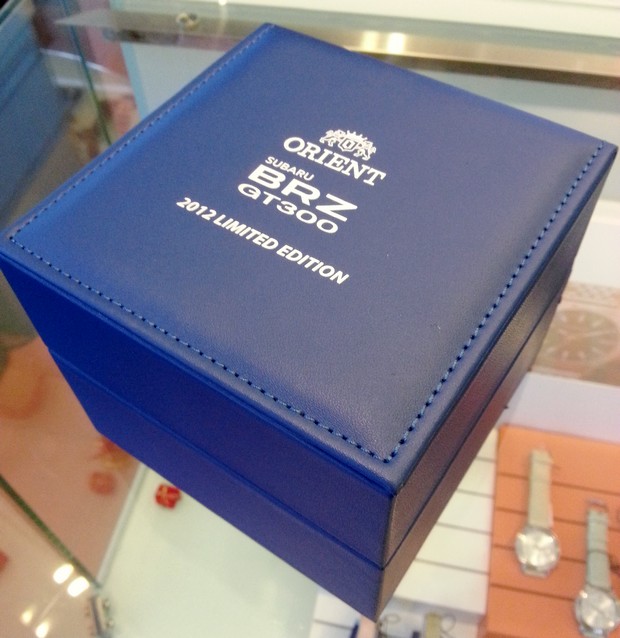 ORIENT
SUBARU
BRZ
GT300
2012 LIMITED EDITION